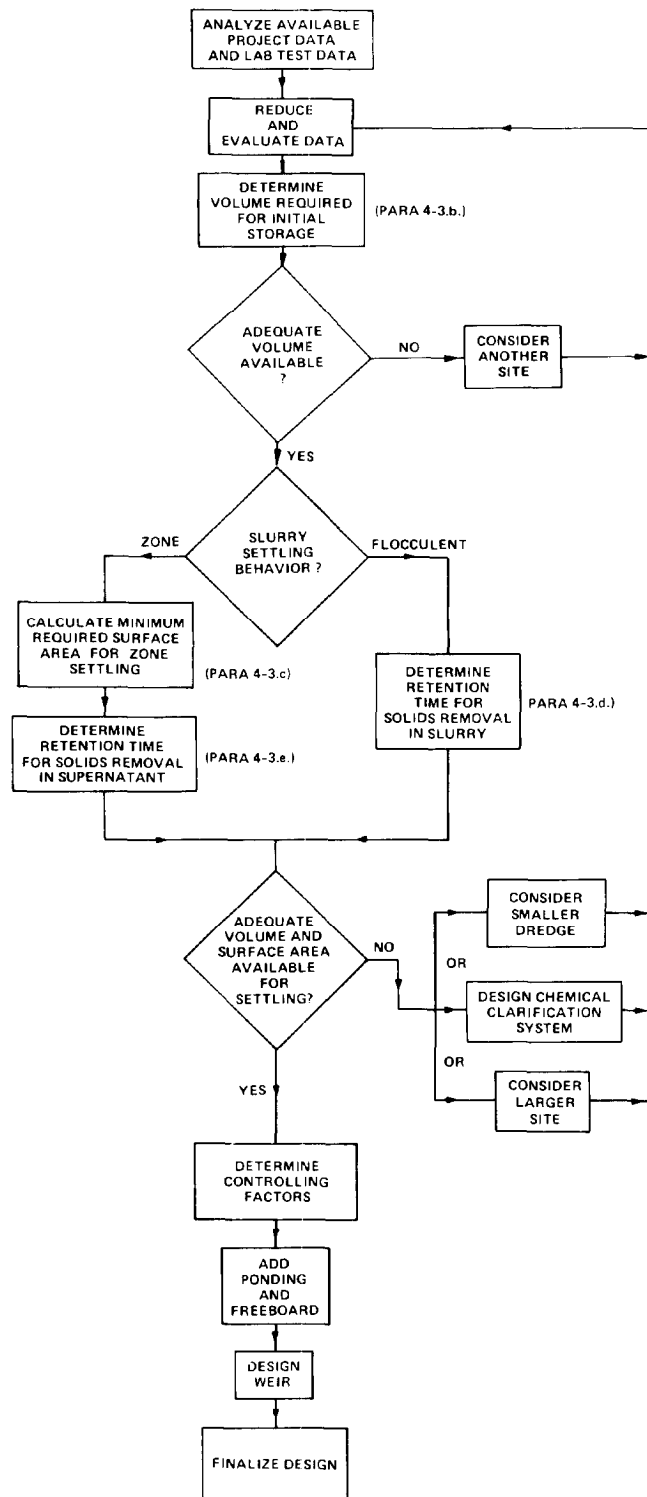 ANALYZE AVAILABLE
PROJECT DATA
AND LAB TEST DATA
REDUCE
AND
EVALUATE DATA
DETERMINE
VOLUME REQUIRED
FOR INITIAL
STORAGE
(PARA 4-3.b.)
ADEQUATE
VOLUME
AVAILABLE
?
NO
CONSIDER
ANOTHER
SITE
YES
ZONE
SLURRY
SETTLING
BEHAVIOR ?
FLOCCULENT
CALCULATE MINIMUM
REQUIRED SURFACE
AREA FOR ZONE
SETTLING
(PARA 4-3.c)
DETERMINE
RETENTION TIME
FOR SOLIDS REMOVAL
IN SUPERNATANT
(PARA 4-3.e.)
DETERMINE
RETENTION
TIME FOR
SOLIDS REMOVAL
IN SLURRY
PARA 4-3.d.)
ADEQUATE
VOLUME AND
SURFACE AREA
AVAILABLE
FOR
SETTLING?
NO
CONSIDER
SMALLER
DREDGE
OR
DESIGN CHEMICAL
CLARIFICATION
SYSTEM
OR
CONSIDER
LARGER
SITE
YES
DETERMINE
CONTROLLING
FACTORS
ADD
PONDING
AND
FREEBOARD
DESIGN
WEIR
FINALIZE DESIGN